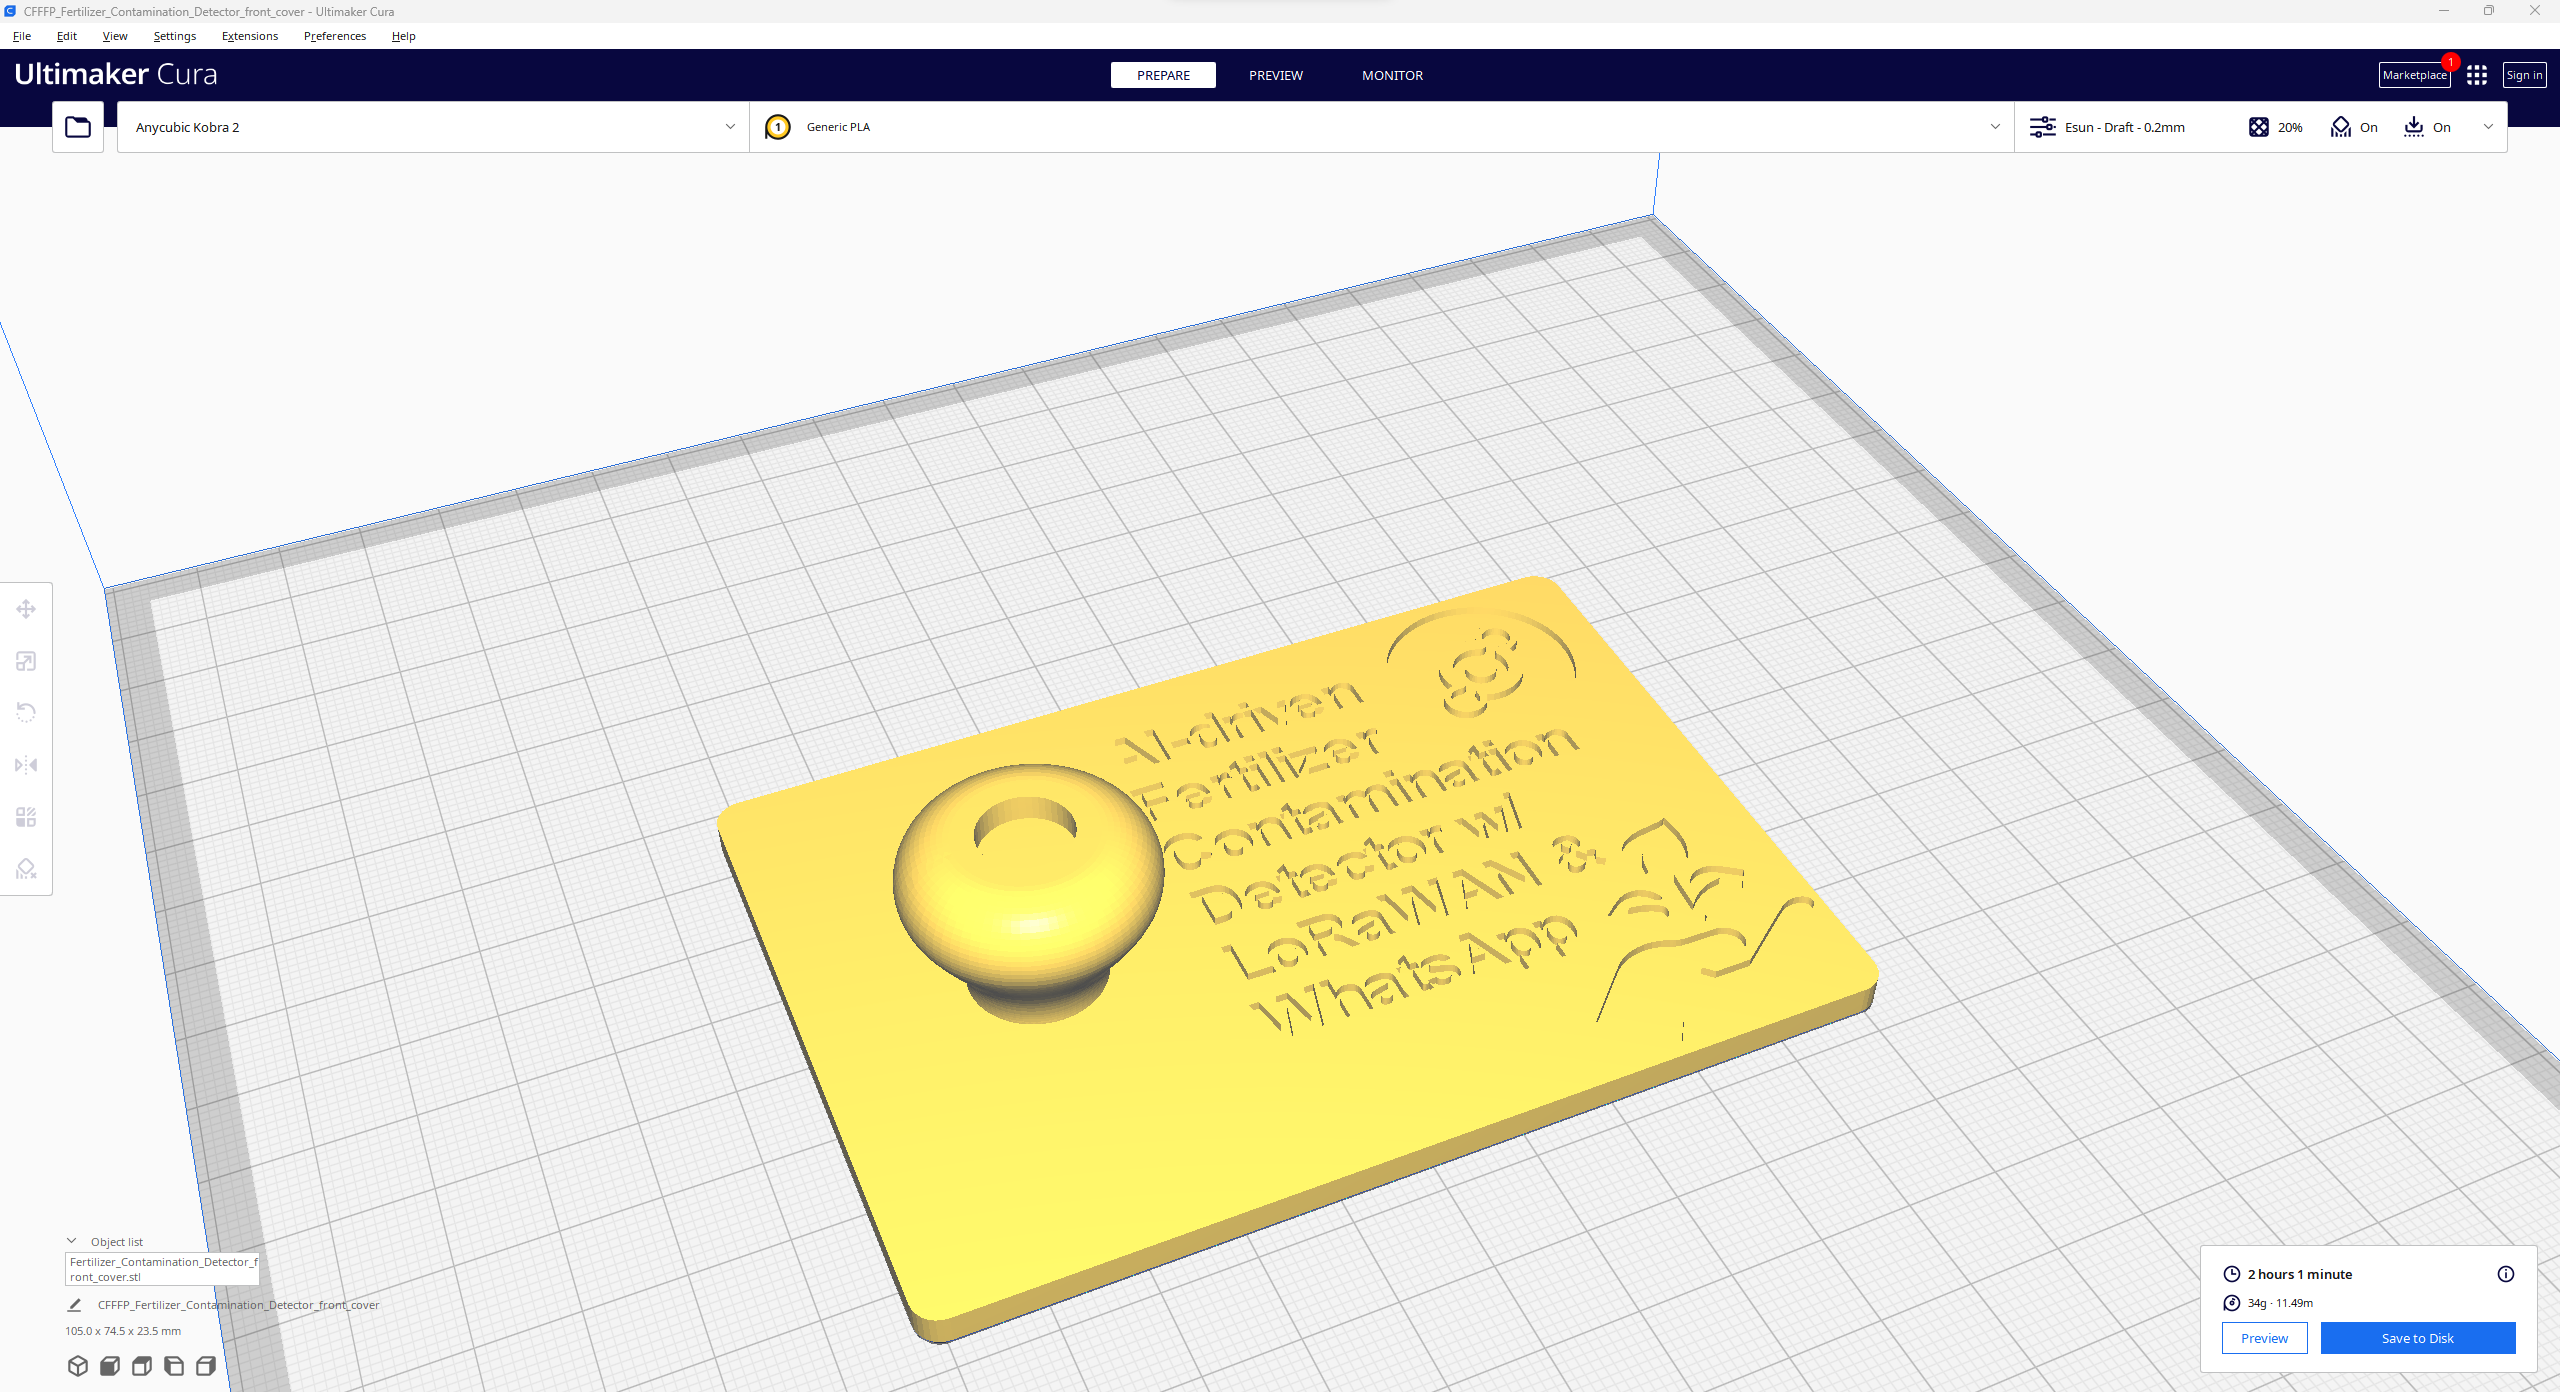 CFFFP_Fertilizer_Contamination_Detector_front_cover - Ultimaker Cura
File Edit View Settings Extensions Preferences Help
Ultimaker Cura
PREPARE PREVIEW MONITOR
Marketplace 1 Sign in
Anycubic Kobra 2
1 Generic PLA
Esun - Draft - 0.2mm 20% On On
AI-driven
Fertilizer
Contamination
Detector w/
LoRaWAN &
WhatsApp
Object list
Fertilizer_Contamination_Detector_f
ront_cover.stl
CFFFP_Fertilizer_Contamination_Detector_front_cover
105.0 x 74.5 x 23.5 mm
2 hours 1 minute
34g · 11.49m
Preview Save to Disk